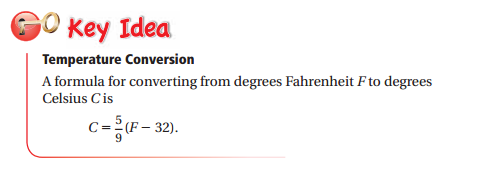 Key Idea
Temperature Conversion
A formula for converting from degrees Fahrenheit F to degrees
Celsius C is
C = 5/9 (F − 32).